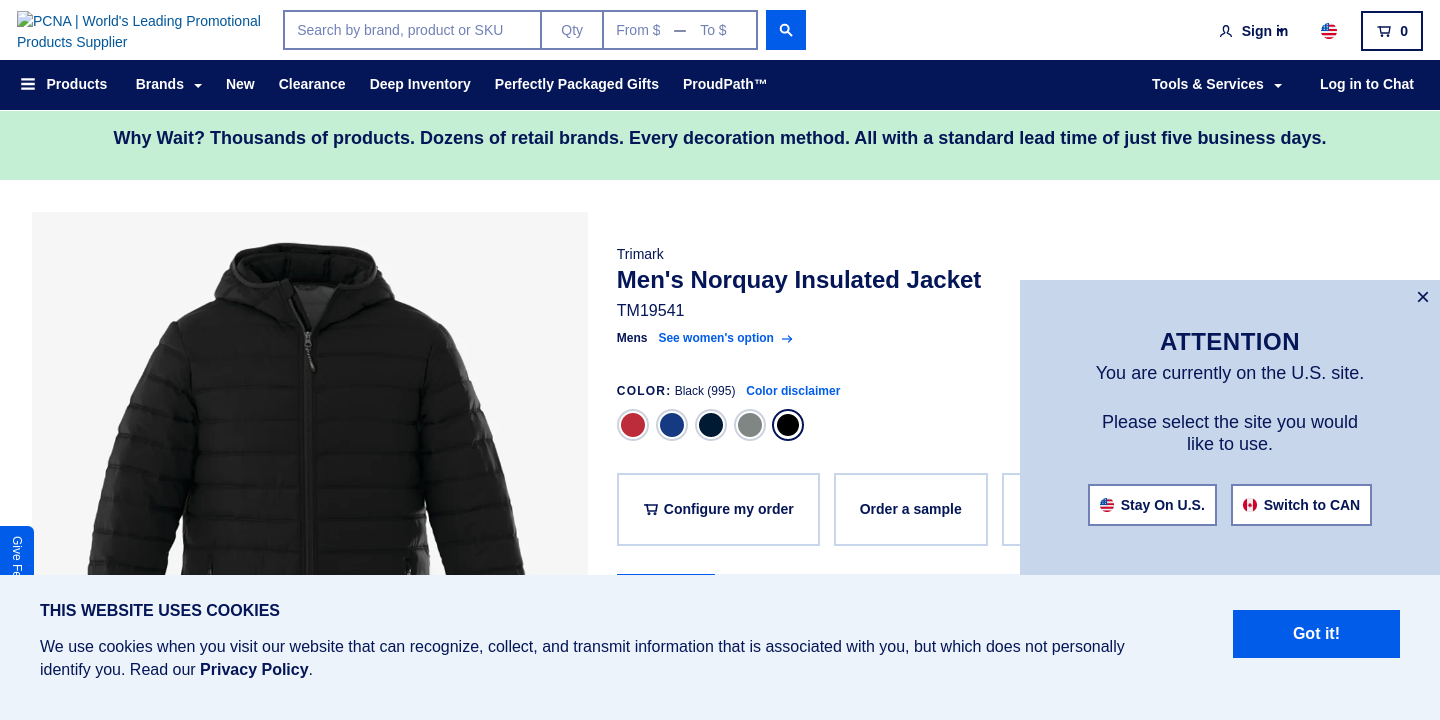 PCNA | World's Leading Promotional
Products Supplier
Search by brand, product or SKU
Qty
From $
To $
Sign in
0
Products
Brands
New
Clearance
Deep Inventory
Perfectly Packaged Gifts
ProudPath™
Tools & Services
Log in to Chat
Why Wait? Thousands of products. Dozens of retail brands. Every decoration method. All with a standard lead time of just five business days.
Trimark
Men's Norquay Insulated Jacket
TM19541
Mens See women's option
COLOR: Black (995) Color disclaimer
Configure my order
Order a sample
ATTENTION
You are currently on the U.S. site.
Please select the site you would
like to use.
Stay On U.S.
Switch to CAN
Give
THIS WEBSITE USES COOKIES
We use cookies when you visit our website that can recognize, collect, and transmit information that is associated with you, but which does not personally
identify you. Read our Privacy Policy.
Got it!